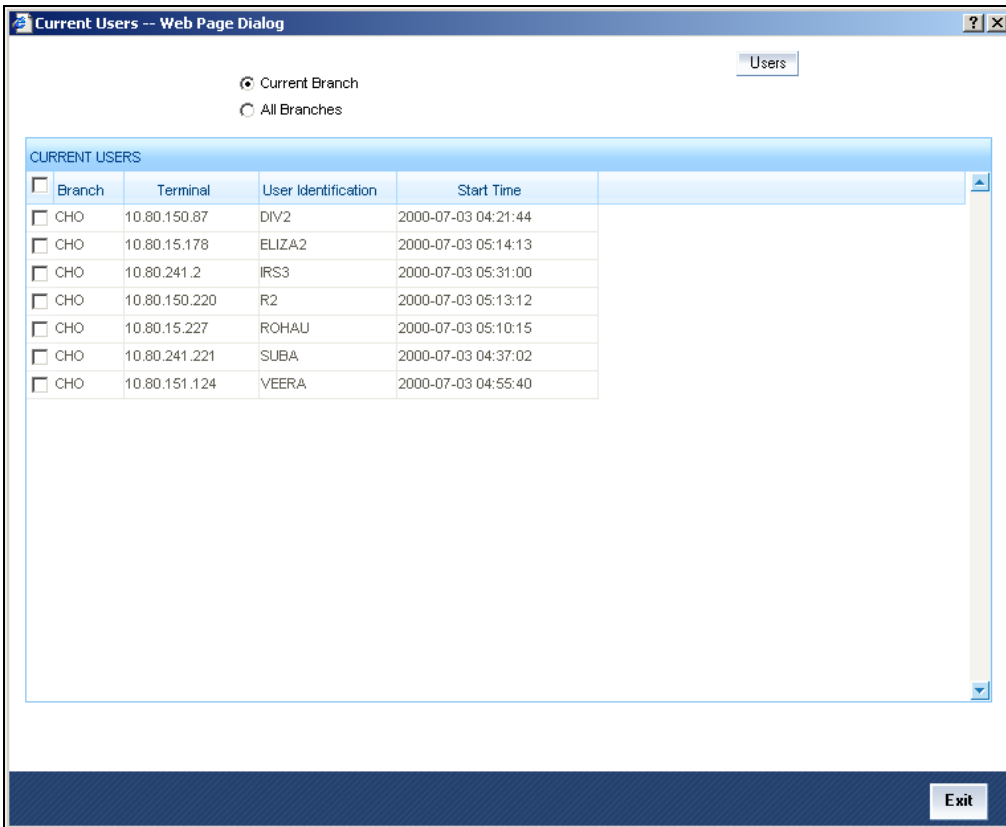 Current Users -- Web Page Dialog
Users
Current Branch
All Branches
CURRENT USERS
Branch Terminal User Identification Start Time
CHO 10.80.150.87 DIV2 2000-07-03 04:21:44
CHO 10.80.15.178 ELIZA2 2000-07-03 05:14:13
CHO 10.80.241.2 IRS3 2000-07-03 05:31:00
CHO 10.80.150.220 R2 2000-07-03 05:13:12
CHO 10.80.15.227 ROHAU 2000-07-03 05:10:15
CHO 10.80.241.221 SUBA 2000-07-03 04:37:02
CHO 10.80.151.124 VEERA 2000-07-03 04:55:40
Exit